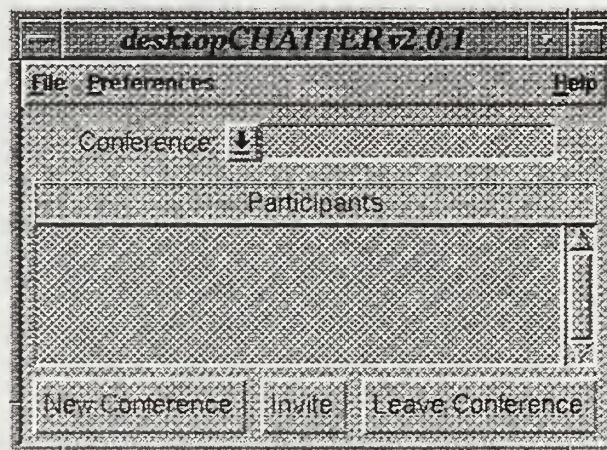 desktopCHATTER v2.0.1
File Preferences Help
Conference:
Participants
New Conference Invite Leave Conference